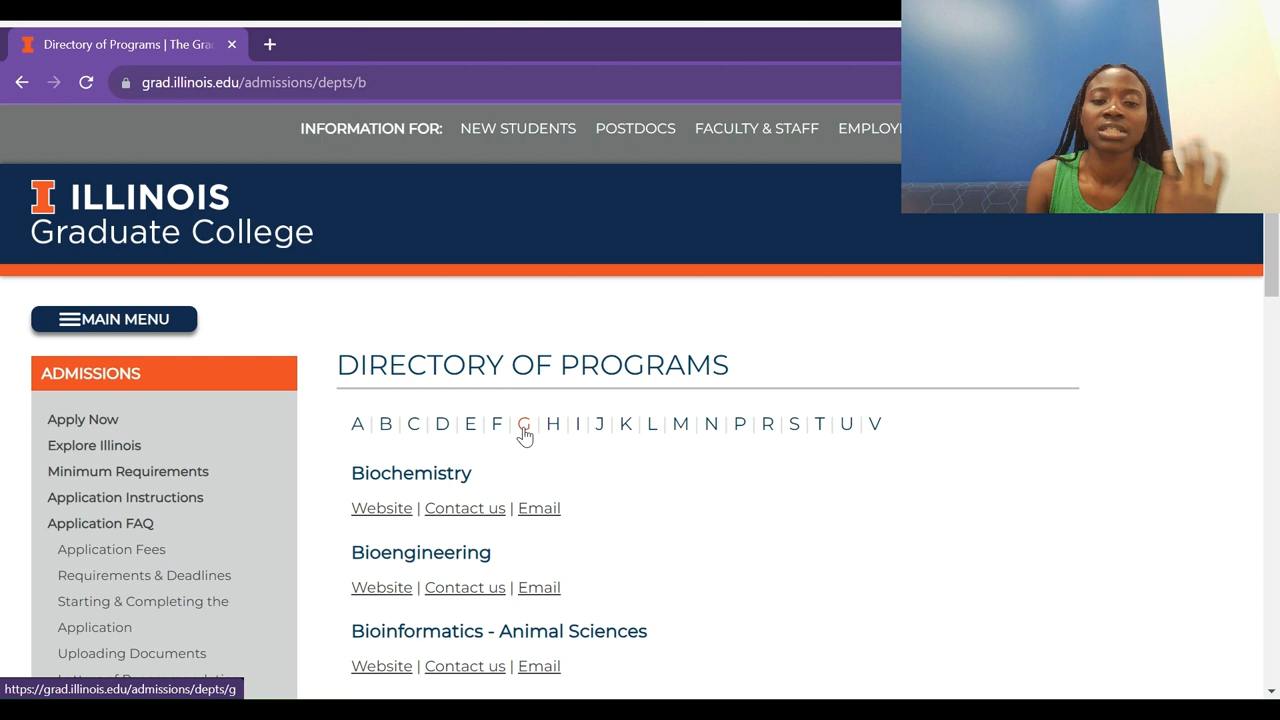 Directory of Programs | The Gra
grad.illinois.edu/admissions/depts/b
INFORMATION FOR: NEW STUDENTS POSTDOCS FACULTY & STAFF EMPLOY
I ILLINOIS
Graduate College
MAIN MENU
ADMISSIONS
Apply Now
Explore Illinois
Minimum Requirements
Application Instructions
Application FAQ
Application Fees
Requirements & Deadlines
Starting & Completing the
Application
Uploading Documents
DIRECTORY OF PROGRAMS
A | B | C | D | E | F | G | H | I | J | K | L | M | N | P | R | S | T | U | V
Biochemistry
Website | Contact us | Email
Bioengineering
Website | Contact us | Email
Bioinformatics - Animal Sciences
Website | Contact us | Email
https://grad.illinois.edu/admissions/depts/g